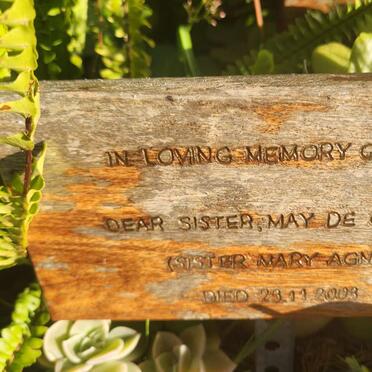 IN LOVING MEMORY
DEAR SISTER, MAY DE
(SISTER MARY AGN
DIED 23.11.2003